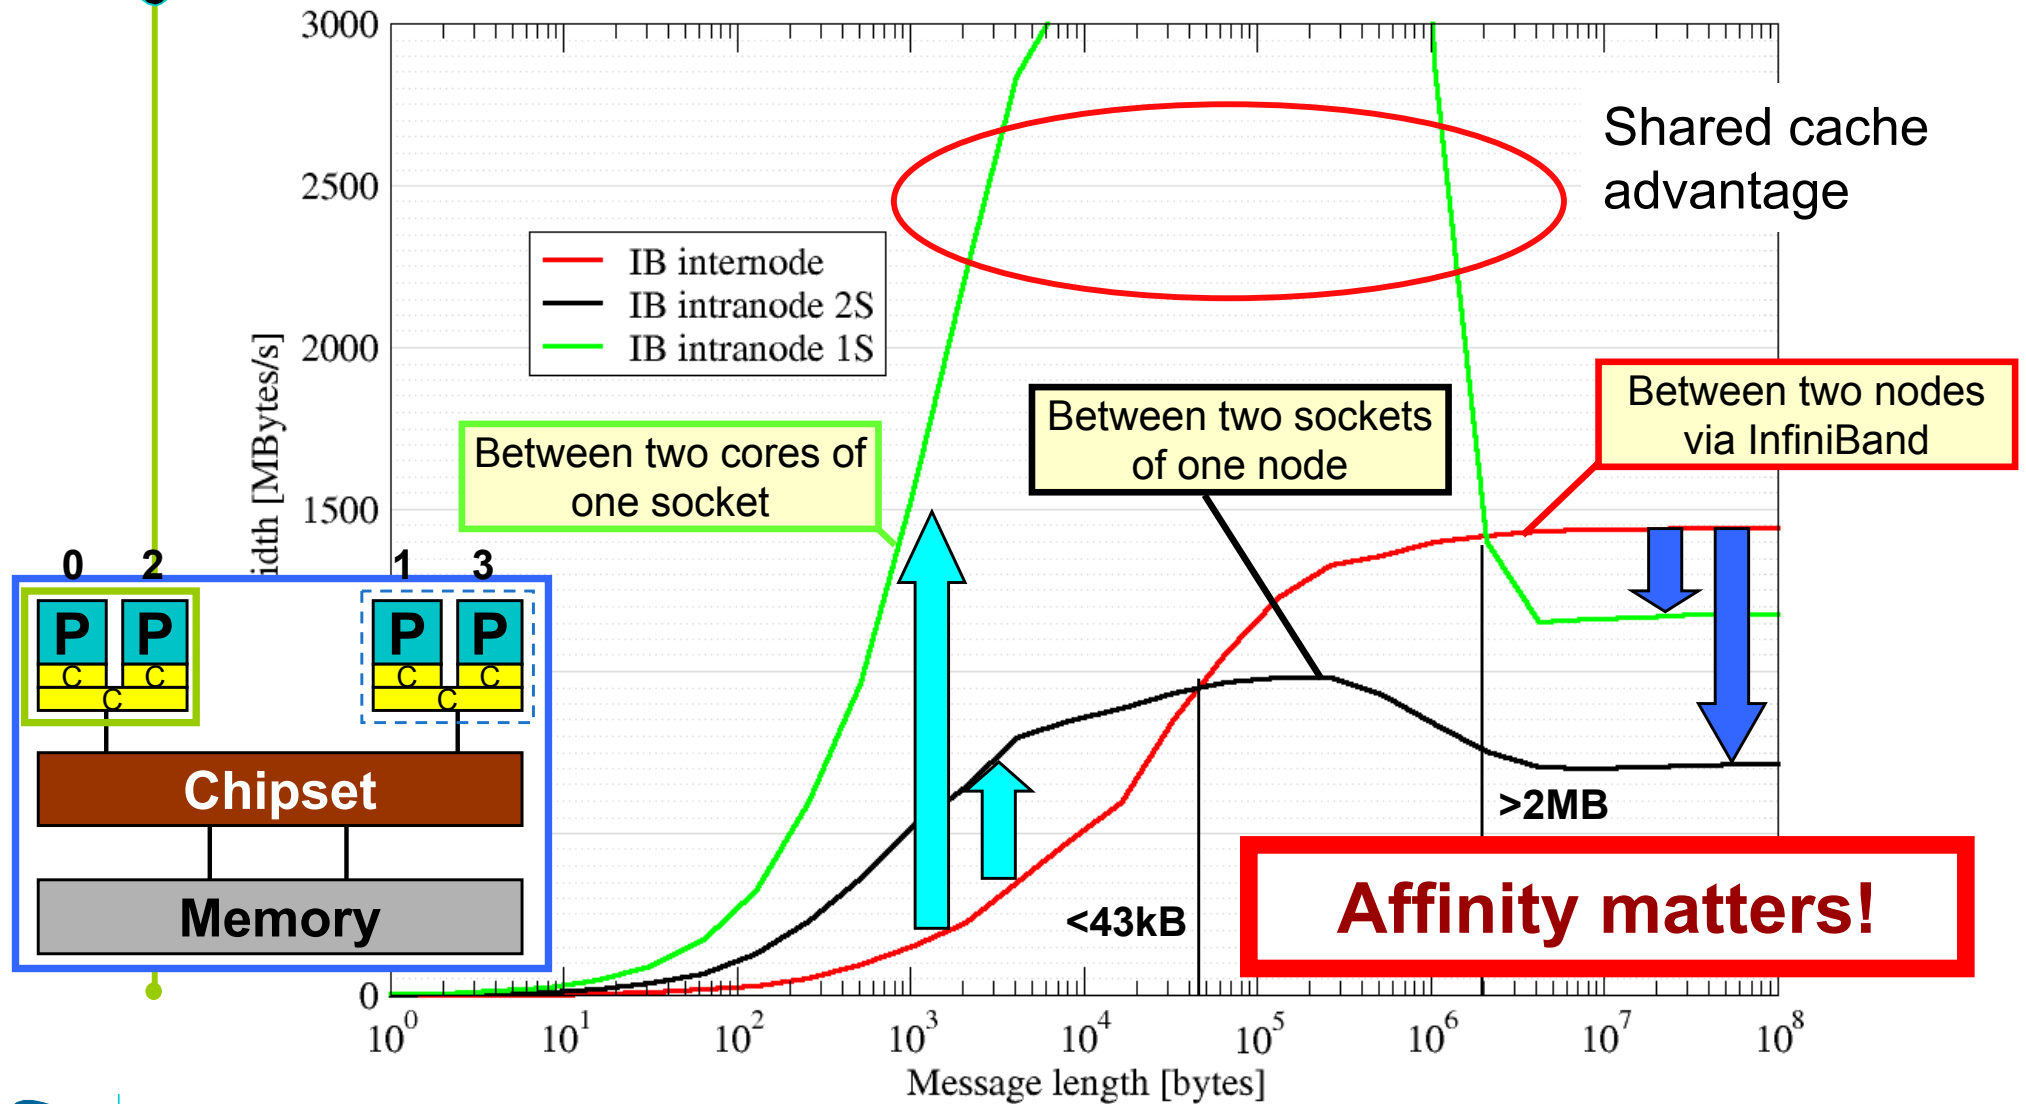 3000
2500
2000
1500
0
idth [MBytes/s]
Shared cache
advantage
IB internode
IB intranode 2S
IB intranode 1S
Between two cores of
one socket
Between two sockets
of one node
Between two nodes
via InfiniBand
0 2 1 3
P P P P
C C C C
C C
Chipset
Memory
<43kB
>2MB
Affinity matters!
10^0 10^1 10^2 10^3 10^4 10^5 10^6 10^7 10^8
Message length [bytes]